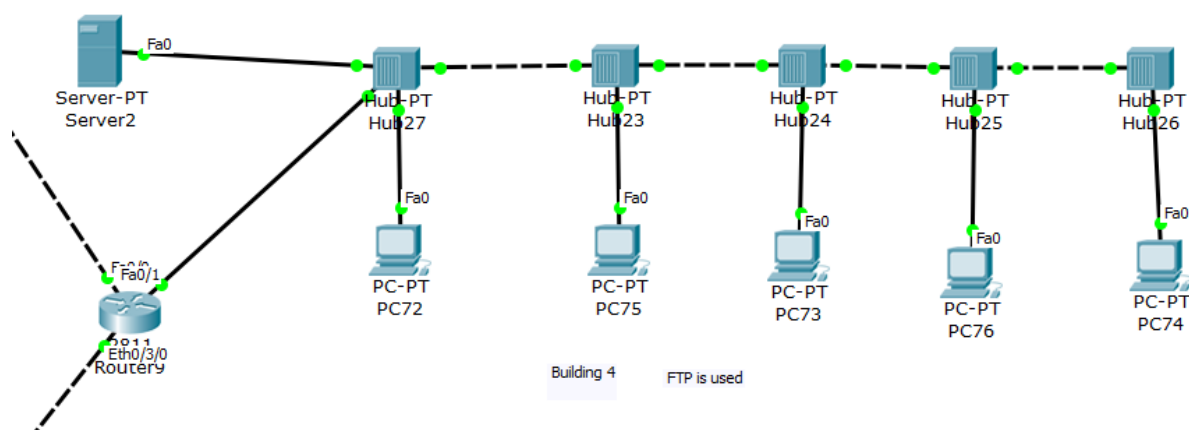 Fa0
Server-PT
Server2
Hub-PT
Hub27
Hub-PT
Hub23
Hub-PT
Hub24
Hub-PT
Hub25
Hub-PT
Hub26
Fa0
Fa0
Fa0
Fa0
Fa0
Fa0/1
2811
Eth0/3/0
Router9
PC-PT
PC72
PC-PT
PC75
PC-PT
PC73
PC-PT
PC76
PC-PT
PC74
Building 4
FTP is used